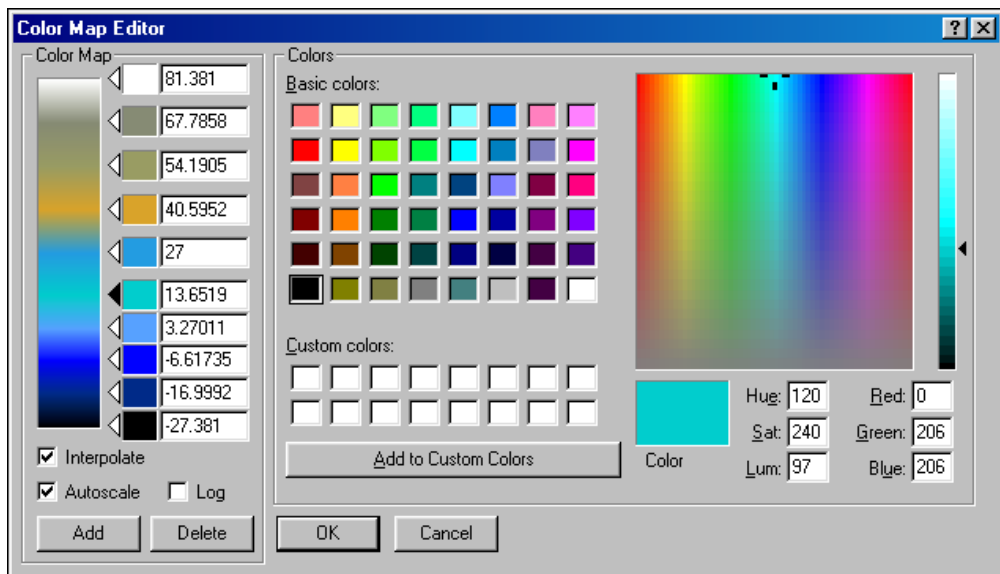 Color Map Editor
Color Map
81.381
67.7858
54.1905
40.5952
27
13.6519
3.27011
-6.61735
-16.9992
-27.381
Interpolate
Autoscale Log
Add Delete
Colors
Basic colors:
Custom colors:
Add to Custom Colors
Color
Hue: 120 Red: 0
Sat: 240 Green: 206
Lum: 97 Blue: 206
OK Cancel